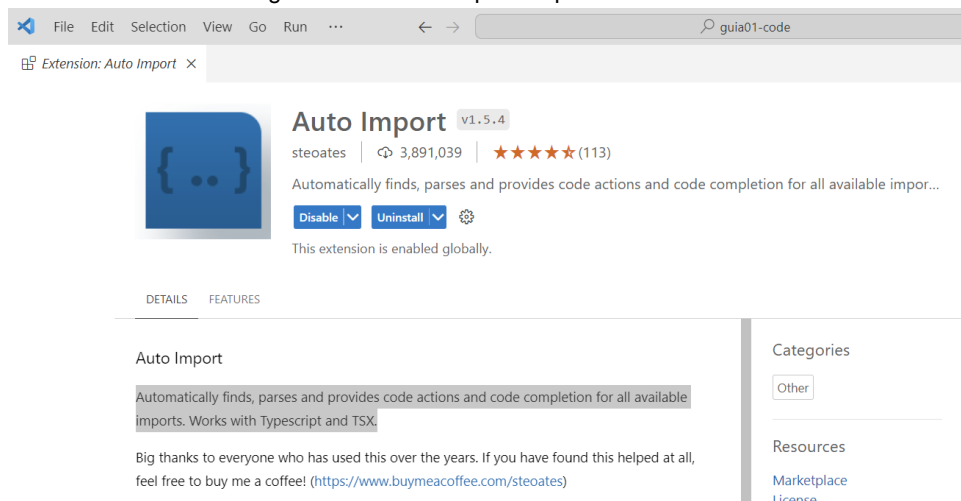 File Edit Selection View Go Run ··· ← → guia01-code
Extension: Auto Import ×
{ .. }
Auto Import v1.5.4
steoates 3,891,039 ★★★★★ (113)
Automatically finds, parses and provides code actions and code completion for all available impor...
Disable Uninstall
This extension is enabled globally.
DETAILS FEATURES
Auto Import
Automatically finds, parses and provides code actions and code completion for all available
imports. Works with Typescript and TSX.
Big thanks to everyone who has used this over the years. If you have found this helped at all,
feel free to buy me a coffee! (https://www.buymeacoffee.com/steoates)
Categories
Other
Resources
Marketplace
License